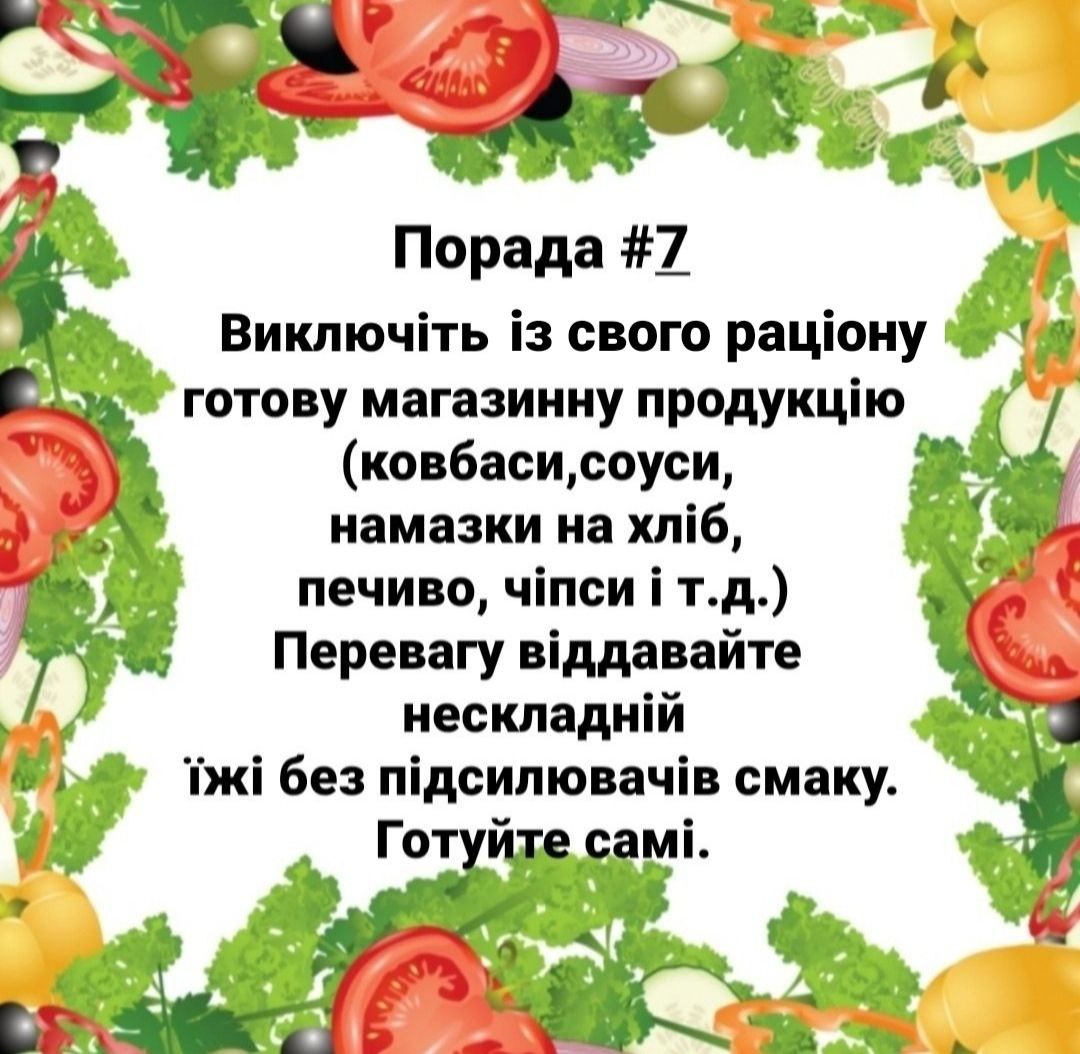 Порада #7
Виключіть із свого раціону
готову магазинну продукцію
(ковбаси,соуси,
намазки на хліб,
печиво, чіпси і т.д.)
Перевагу віддавайте
нескладній
їжі без підсилювачів смаку.
Готуйте самі.